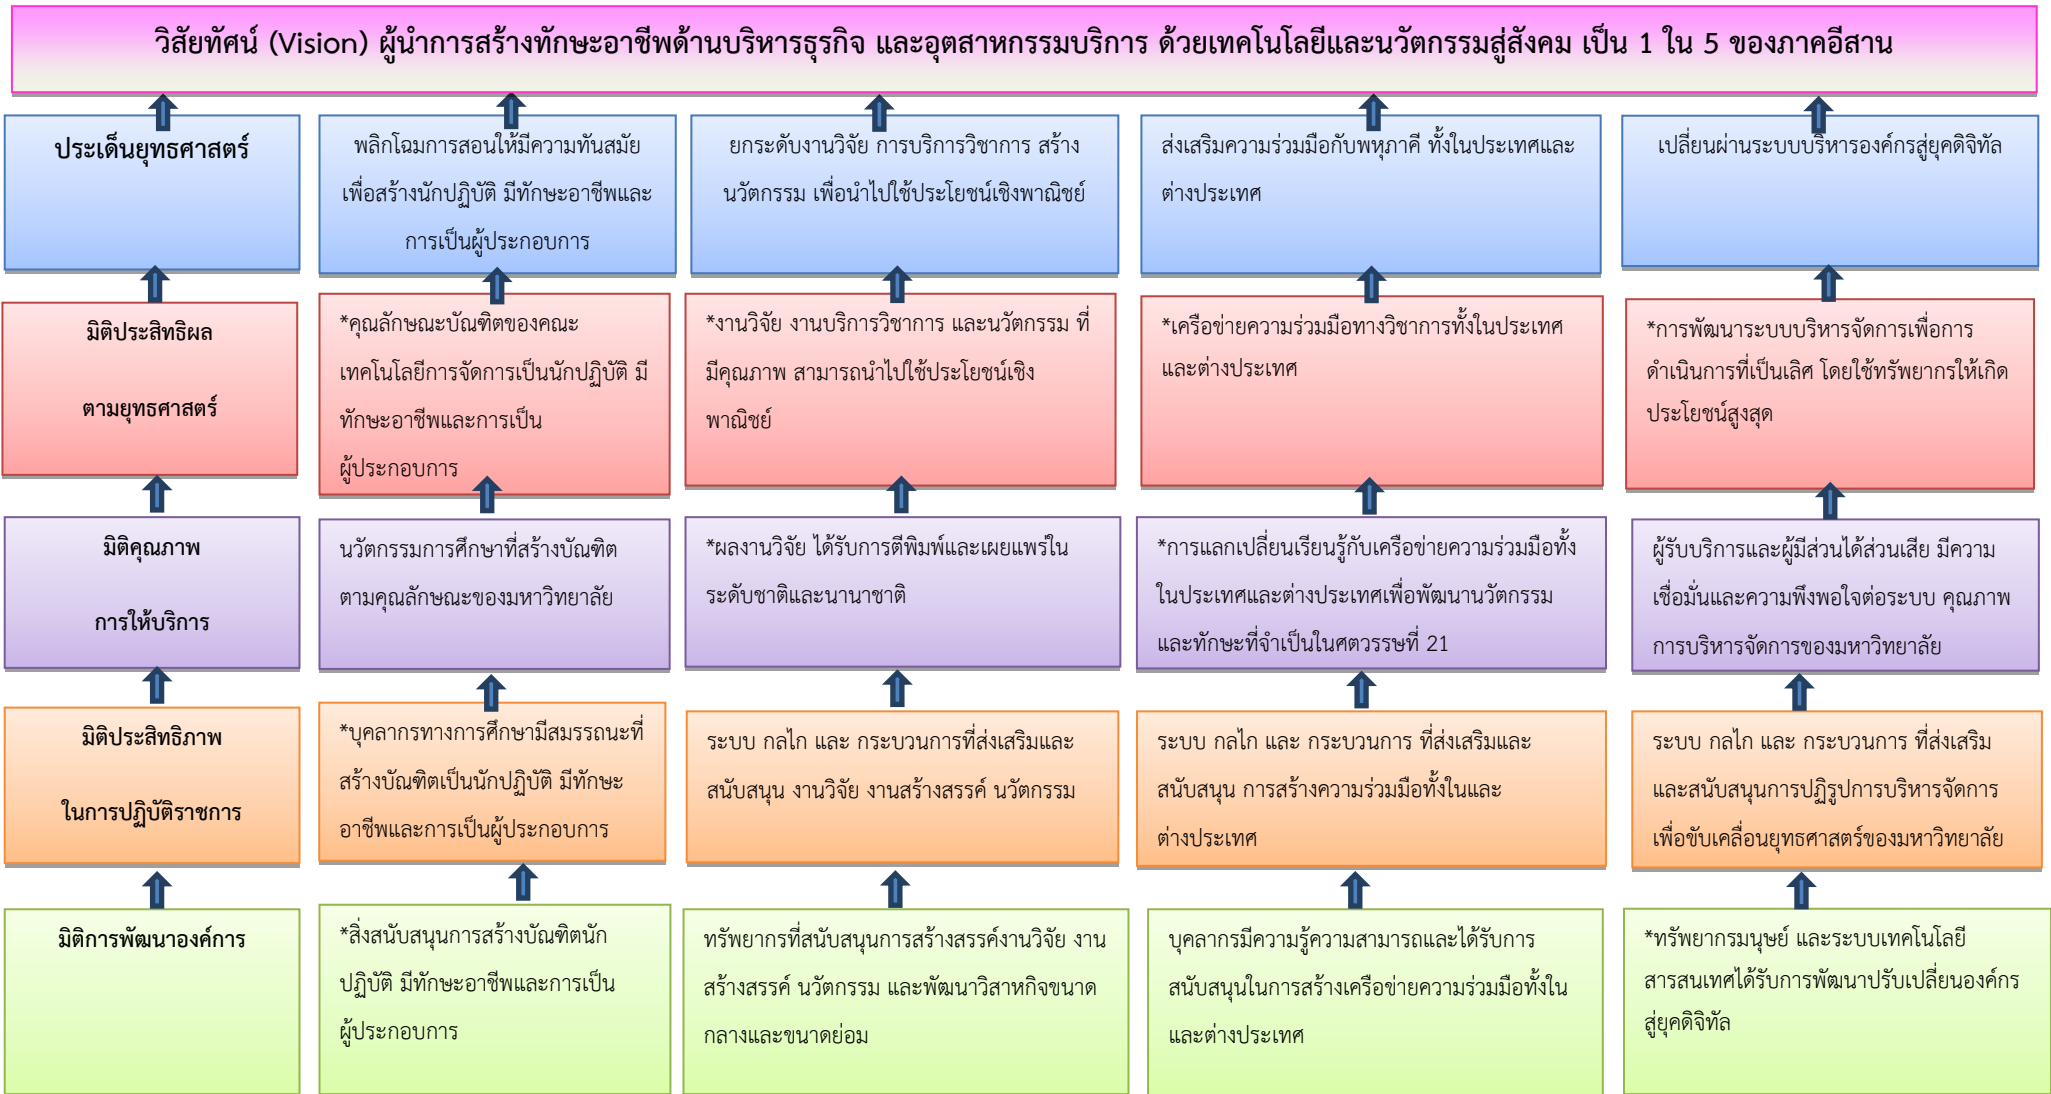 วิสัยทัศน์ (Vision) ผู้นำการสร้างทักษะอาชีพด้านบริหารธุรกิจ และอุตสาหกรรมบริการ ด้วยเทคโนโลยีและนวัตกรรมสู่สังคม เป็น 1 ใน 5 ของภาคอีสาน
ประเด็นยุทธศาสตร์
พลิกโฉมการสอนให้มีความทันสมัย
เพื่อสร้างนักปฏิบัติ มีทักษะอาชีพและ
การเป็นผู้ประกอบการ
ยกระดับงานวิจัย การบริการวิชาการ สร้าง
นวัตกรรม เพื่อนำไปใช้ประโยชน์เชิงพาณิชย์
ส่งเสริมความร่วมมือกับพหุภาคี ทั้งในประเทศและ
ต่างประเทศ
เปลี่ยนผ่านระบบบริหารองค์กรสู่ยุคดิจิทัล
มิติประสิทธิผล
ตามยุทธศาสตร์
*คุณลักษณะบัณฑิตของคณะ
เทคโนโลยีการจัดการเป็นนักปฏิบัติ มี
ทักษะอาชีพและการเป็น
ผู้ประกอบการ
*งานวิจัย งานบริการวิชาการ และนวัตกรรม ที่
มีคุณภาพ สามารถนำไปใช้ประโยชน์เชิง
พาณิชย์
*เครือข่ายความร่วมมือทางวิชาการทั้งในประเทศ
และต่างประเทศ
*การพัฒนาระบบบริหารจัดการเพื่อการ
ดำเนินการที่เป็นเลิศ โดยใช้ทรัพยากรให้เกิด
ประโยชน์สูงสุด
มิติคุณภาพ
การให้บริการ
นวัตกรรมการศึกษาที่สร้างบัณฑิต
ตามคุณลักษณะของมหาวิทยาลัย
*ผลงานวิจัย ได้รับการตีพิมพ์และเผยแพร่ใน
ระดับชาติและนานาชาติ
*การแลกเปลี่ยนเรียนรู้กับเครือข่ายความร่วมมือทั้ง
ในประเทศและต่างประเทศเพื่อพัฒนานวัตกรรม
และทักษะที่จำเป็นในศตวรรษที่ 21
ผู้รับบริการและผู้มีส่วนได้ส่วนเสีย มีความ
เชื่อมั่นและความพึงพอใจต่อระบบ คุณภาพ
การบริหารจัดการของมหาวิทยาลัย
มิติประสิทธิภาพ
ในการปฏิบัติราชการ
*บุคลากรทางการศึกษามีสมรรถนะที่
สร้างบัณฑิตเป็นนักปฏิบัติ มีทักษะ
อาชีพและการเป็นผู้ประกอบการ
ระบบ กลไก และ กระบวนการที่ส่งเสริมและ
สนับสนุน งานวิจัย งานสร้างสรรค์ นวัตกรรม
ระบบ กลไก และ กระบวนการ ที่ส่งเสริมและ
สนับสนุน การสร้างความร่วมมือทั้งในและ
ต่างประเทศ
ระบบ กลไก และ กระบวนการ ที่ส่งเสริม
และสนับสนุนการปฏิรูปการบริหารจัดการ
เพื่อขับเคลื่อนยุทธศาสตร์ของมหาวิทยาลัย
มิติการพัฒนาองค์การ
*สิ่งสนับสนุนการสร้างบัณฑิตนัก
ปฏิบัติ มีทักษะอาชีพและการเป็น
ผู้ประกอบการ
ทรัพยากรที่สนับสนุนการสร้างสรรค์งานวิจัย งาน
สร้างสรรค์ นวัตกรรม และพัฒนาวิสาหกิจขนาด
กลางและขนาดย่อม
บุคลากรมีความรู้ความสามารถและได้รับการ
สนับสนุนในการสร้างเครือข่ายความร่วมมือทั้งใน
และต่างประเทศ
*ทรัพยากรมนุษย์ และระบบเทคโนโลยี
สารสนเทศได้รับการพัฒนาปรับเปลี่ยนองค์กร
สู่ยุคดิจิทัล